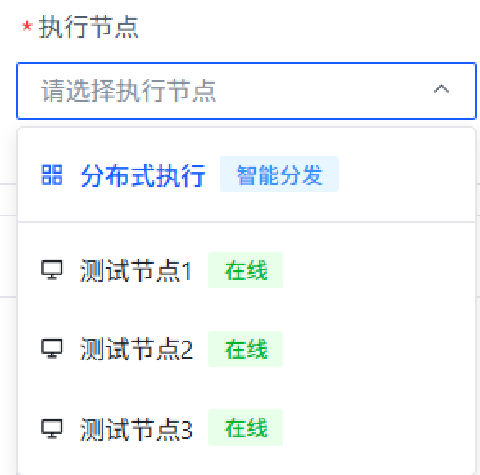 * 执行节点
请选择执行节点
分布式执行 智能分发
测试节点1 在线
测试节点2 在线
测试节点3 在线